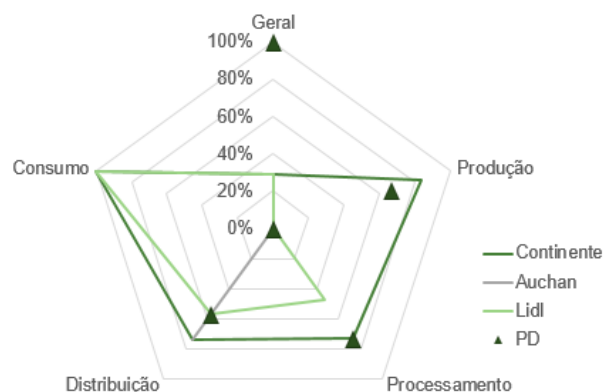 Geral
100%
80%
60%
40%
20%
0%
Consumo
Produção
Continente
Auchan
Lidl
PD
Distribuição
Processamento